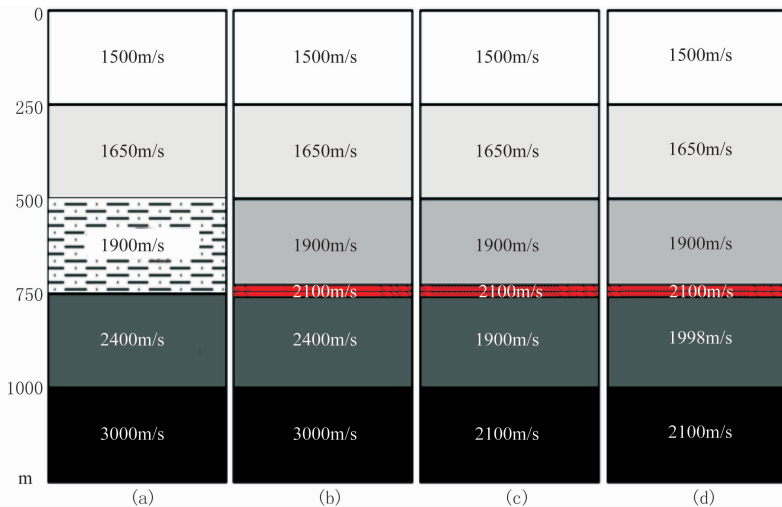 0
1500m/s 1500m/s 1500m/s 1500m/s
250
1650m/s 1650m/s 1650m/s 1650m/s
500
1900m/s 1900m/s 1900m/s 1900m/s
2100m/s 2100m/s 2100m/s
750
2400m/s 2400m/s 1900m/s 1998m/s
1000
3000m/s 3000m/s 2100m/s 2100m/s
m
(a) (b) (c) (d)